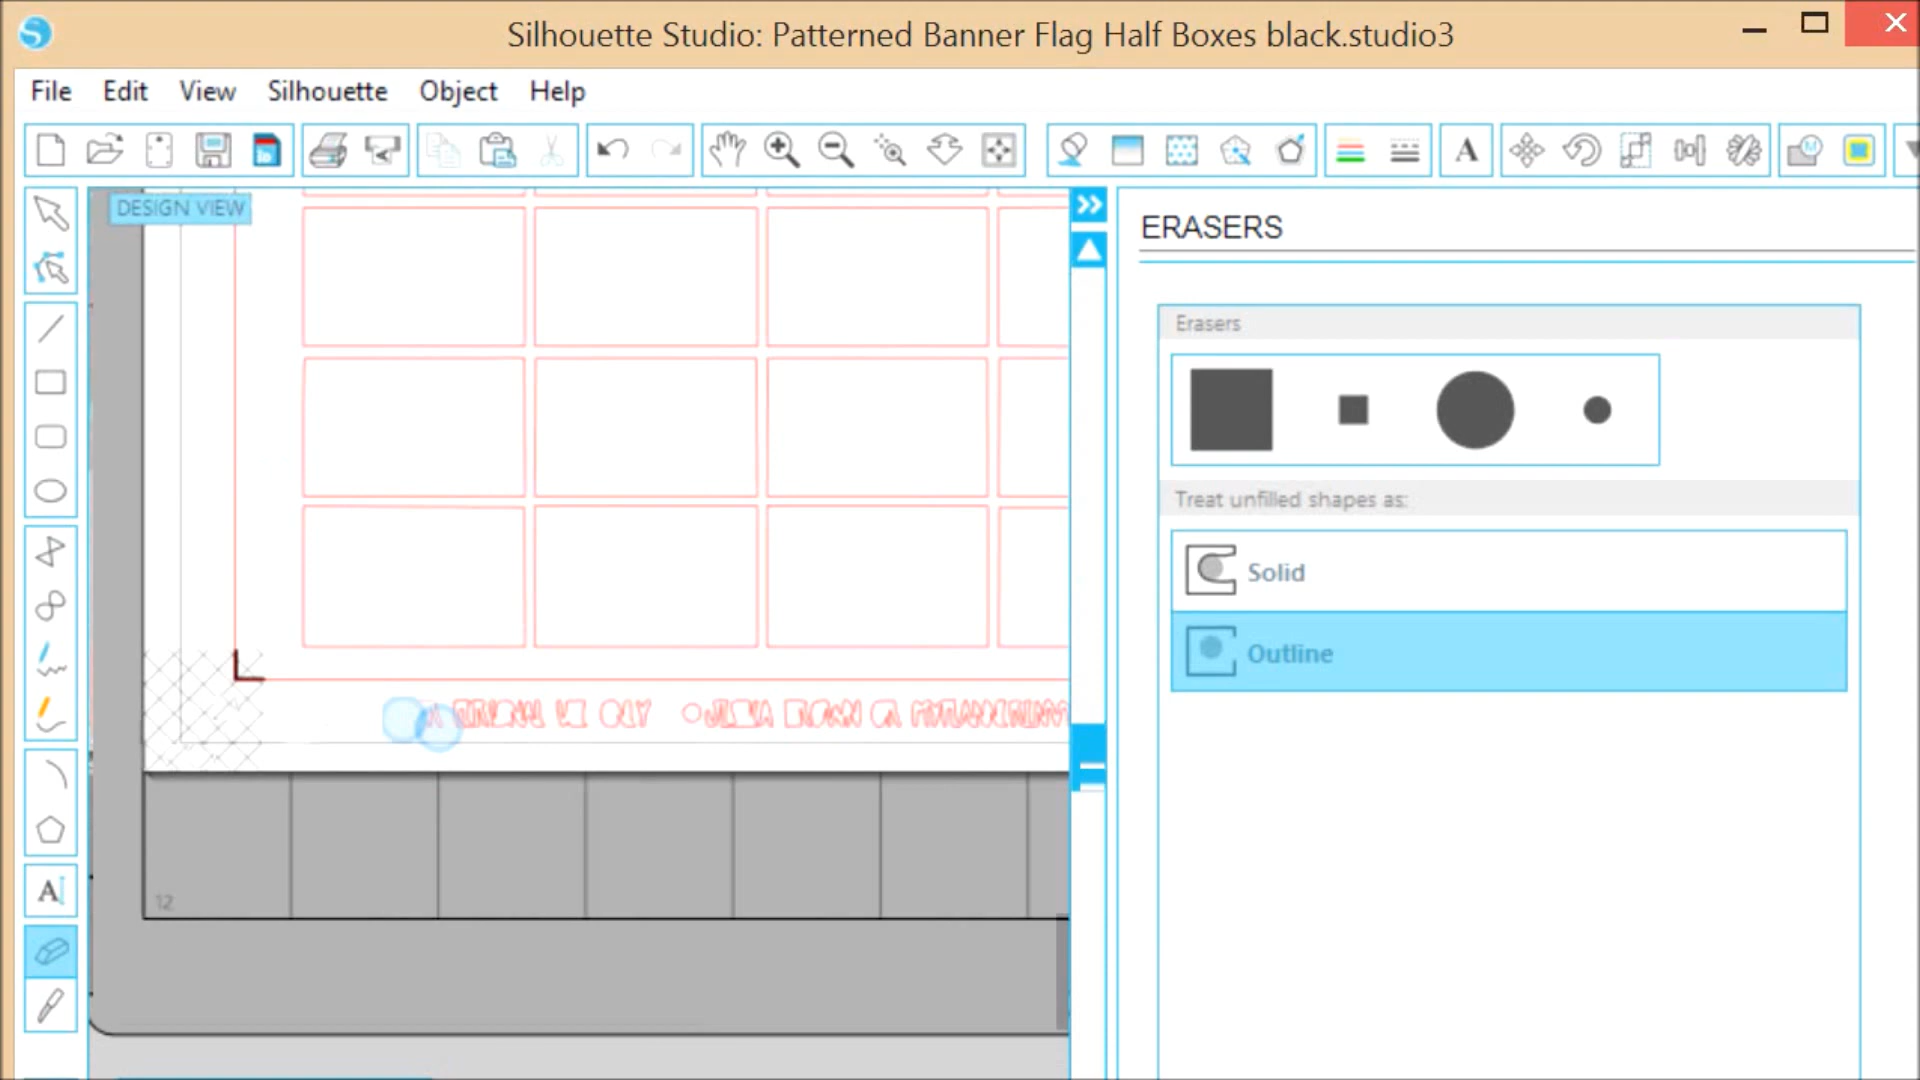 Silhouette Studio: Patterned Banner Flag Half Boxes black.studio3
File Edit View Silhouette Object Help
DESIGN VIEW
ERASERS
Erasers
Treat unfilled shapes as:
Solid
Outline
12